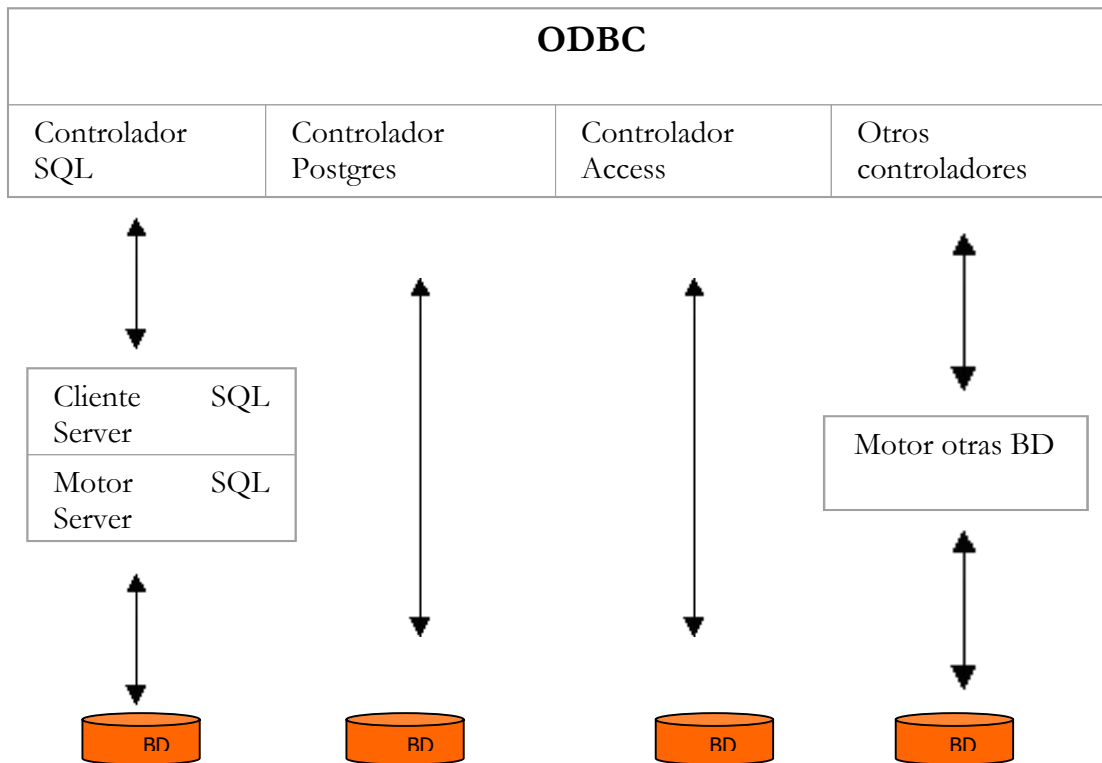 ODBC
Controlador
SQL
Controlador
Postgres
Controlador
Access
Otros
controladores
Cliente SQL
Server
Motor SQL
Server
Motor otras BD
BD
BD
BD
BD